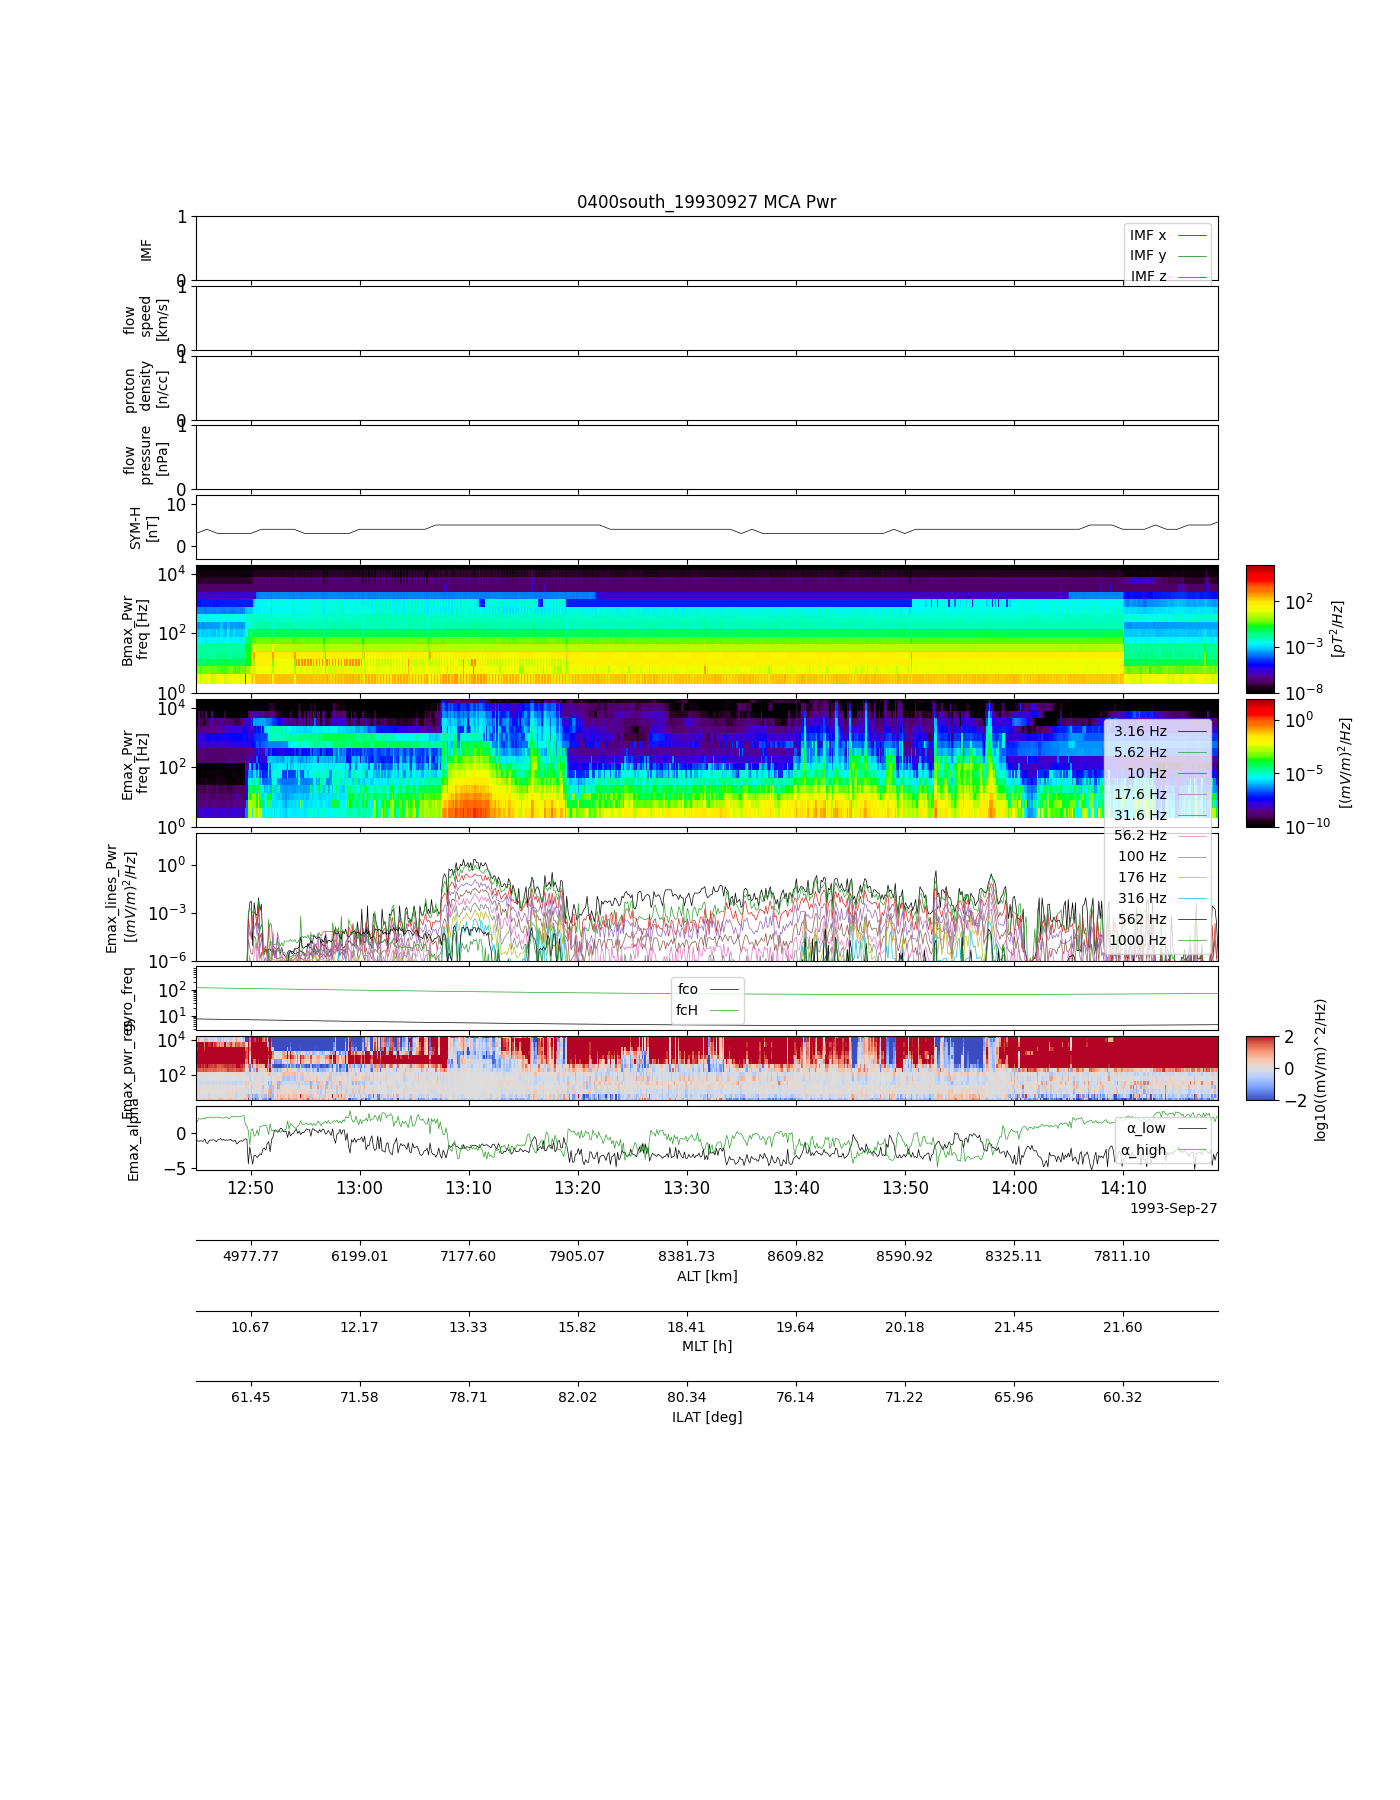 0400south_19930927 MCA Pwr
1
0
IMF
IMF x
IMF y
IMF z
1
0
flow
speed
[km/s]
1
0
proton
density
[n/cc]
1
0
flow
pressure
[nPa]
10
0
SYM-H
[nT]
10^4
10^2
10^0
Bmax_Pwr
freq [Hz]
10^2
10^-3
10^-8
[pT^2/Hz]
10^4
10^2
10^0
Emax_Pwr
freq [Hz]
10^0
10^-5
10^-10
[(mV/m)^2/Hz]
3.16 Hz
5.62 Hz
10 Hz
17.6 Hz
31.6 Hz
56.2 Hz
100 Hz
176 Hz
316 Hz
562 Hz
1000 Hz
10^0
10^-3
10^-6
Emax_lines_Pwr
[(mV/m)^2/Hz]
10^2
10^1
gyro_freq
fco
fcH
10^4
10^2
Emax_pwr_reg
2
0
−2
log10((mV/m)^2/Hz)
0
−5
Emax_alpha
α_low
α_high
12:50 13:00 13:10 13:20 13:30 13:40 13:50 14:00 14:10
1993-Sep-27
4977.77 6199.01 7177.60 7905.07 8381.73 8609.82 8590.92 8325.11 7811.10
ALT [km]
10.67 12.17 13.33 15.82 18.41 19.64 20.18 21.45 21.60
MLT [h]
61.45 71.58 78.71 82.02 80.34 76.14 71.22 65.96 60.32
ILAT [deg]